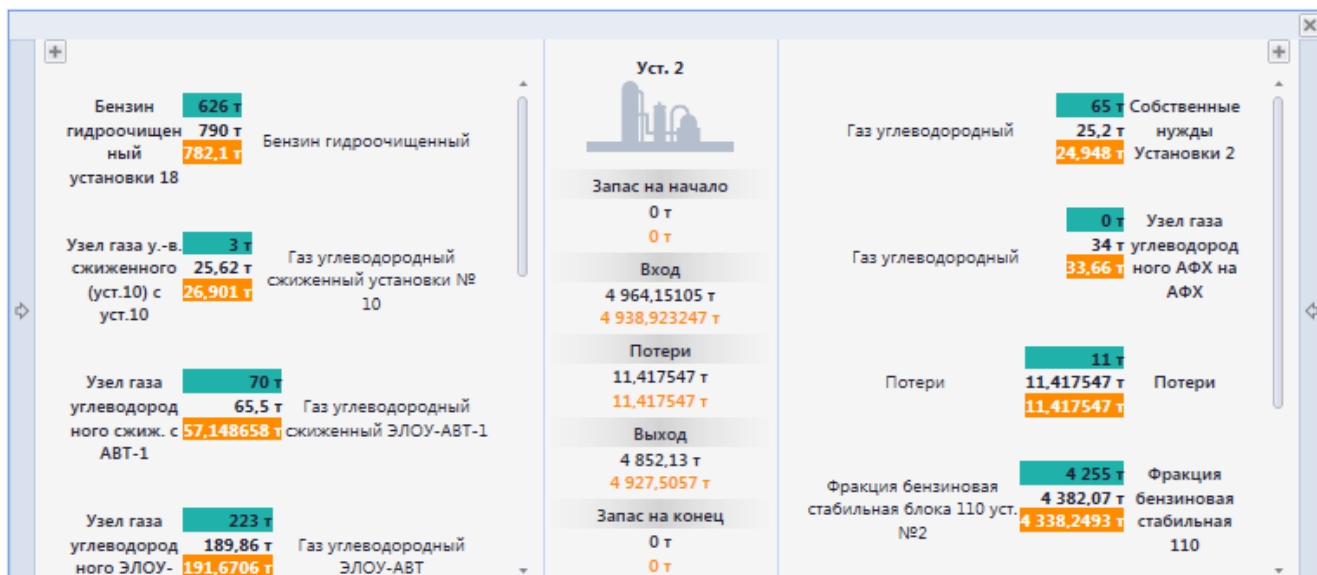 Бензин
гидроочищен
ный
установки 18
626 т
790 т
782,1 т
Бензин гидроочищенный
Узел газа у.-в.
сжиженного
(уст.10) с
уст.10
3 т
25,62 т
26,901 т
Газ углеводородный
сжиженный установки №
10
Узел газа
углеводород
ного сжиж. с
АВТ-1
70 т
65,5 т
57,148658 т
Газ углеводородный
сжиженный ЭЛОУ-АВТ-1
Узел газа
углеводород
ного ЭЛОУ-
223 т
189,86 т
191,6706 т
Газ углеводородный
ЭЛОУ-АВТ
Уст. 2
Запас на начало
0 т
0 т
Вход
4 964,15105 т
4 938,923247 т
Потери
11,417547 т
11,417547 т
Выход
4 852,13 т
4 927,5057 т
Запас на конец
0 т
0 т
Газ углеводородный
65 т
25,2 т
24,948 т
Собственные
нужды
Установки 2
Газ углеводородный
0 т
34 т
33,66 т
Узел газа
углеводород
ного АФХ на
АФХ
Потери
11 т
11,417547 т
11,417547 т
Потери
Фракция бензиновая
стабильная блока 110 уст.
№2
4 255 т
4 382,07 т
4 338,2493 т
Фракция
бензиновая
стабильная
110